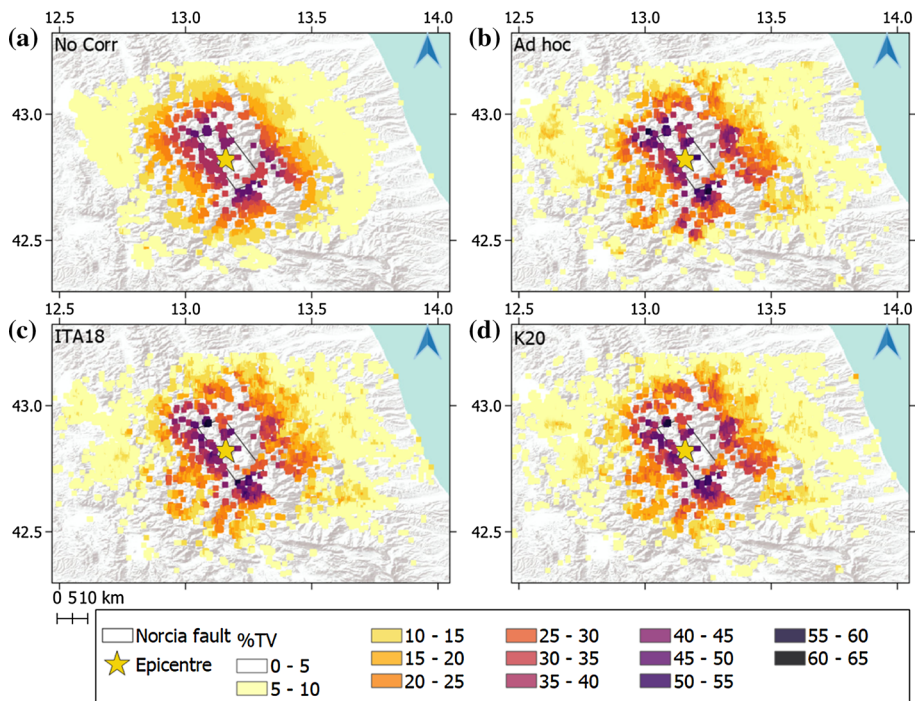 12.5 13.0 13.5 14.0 12.5 13.0 13.5 14.0
(a) No Corr (b) Ad hoc
43.0 43.0
42.5 42.5
12.5 13.0 13.5 14.0 12.5 13.0 13.5 14.0
(c) ITA18 (d) K20
43.0 43.0
42.5 42.5
0 510 km
Norcia fault %TV 10 - 15 25 - 30 40 - 45 55 - 60
Epicentre 0 - 5 15 - 20 30 - 35 45 - 50 60 - 65
5 - 10 20 - 25 35 - 40 50 - 55